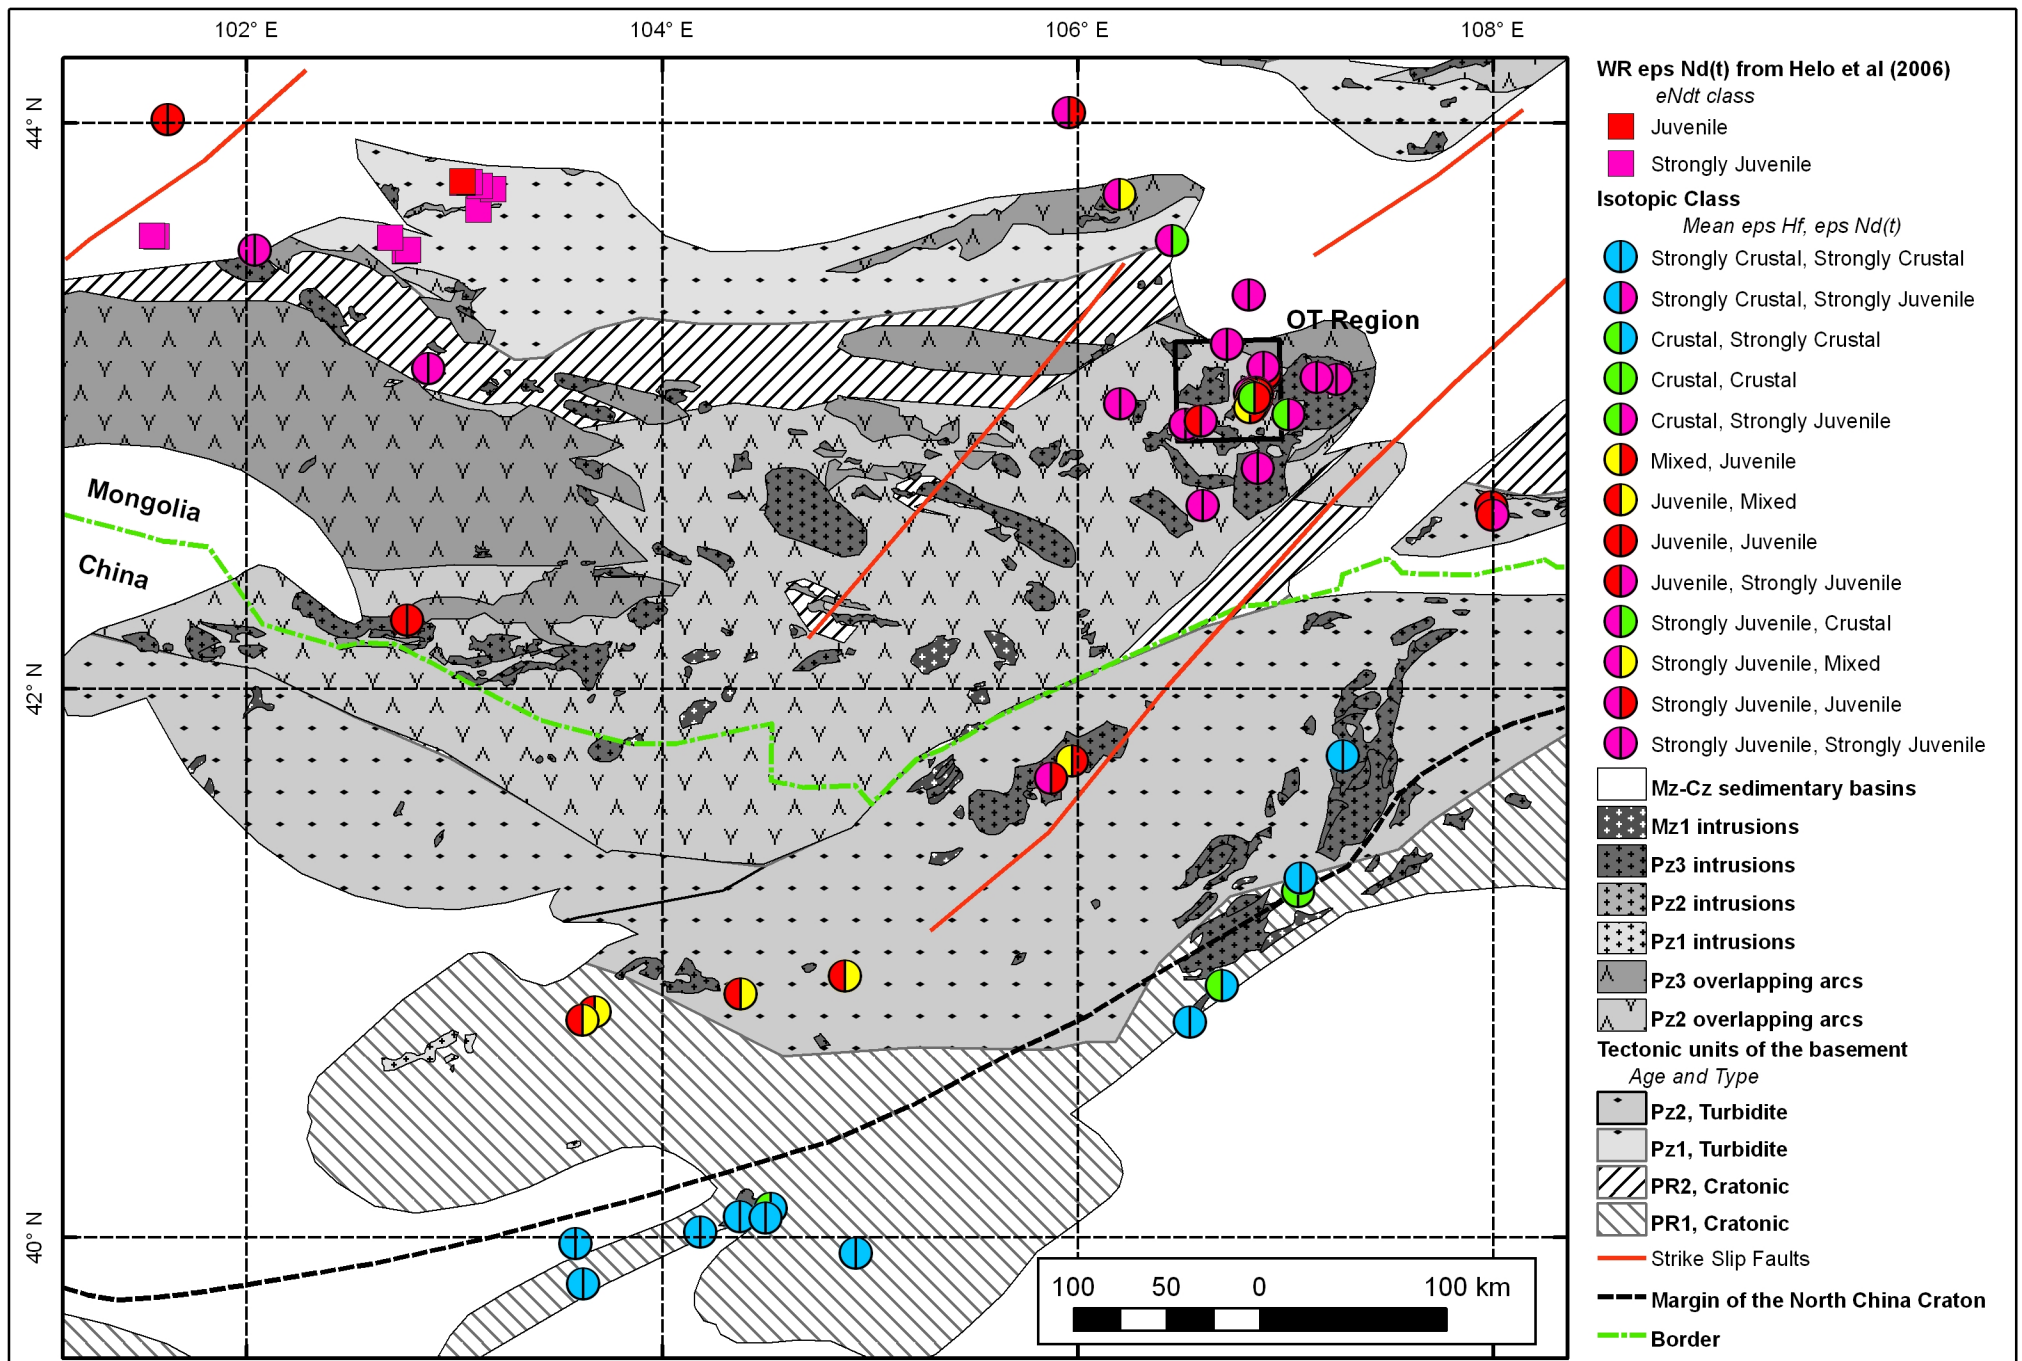 102° E
104° E
106° E
108° E
44° N
42° N
40° N
OT Region
Mongolia
China
100 50 0 100 km
WR eps Nd(t) from Helo et al (2006)
eNdt class
Juvenile
Strongly Juvenile
Isotopic Class
Mean eps Hf, eps Nd(t)
Strongly Crustal, Strongly Crustal
Strongly Crustal, Strongly Juvenile
Crustal, Strongly Crustal
Crustal, Crustal
Crustal, Strongly Juvenile
Mixed, Juvenile
Juvenile, Mixed
Juvenile, Juvenile
Juvenile, Strongly Juvenile
Strongly Juvenile, Crustal
Strongly Juvenile, Mixed
Strongly Juvenile, Juvenile
Strongly Juvenile, Strongly Juvenile
Mz-Cz sedimentary basins
Mz1 intrusions
Pz3 intrusions
Pz2 intrusions
Pz1 intrusions
Pz3 overlapping arcs
Pz2 overlapping arcs
Tectonic units of the basement
Age and Type
Pz2, Turbidite
Pz1, Turbidite
PR2, Cratonic
PR1, Cratonic
Strike Slip Faults
Margin of the North China Craton
Border